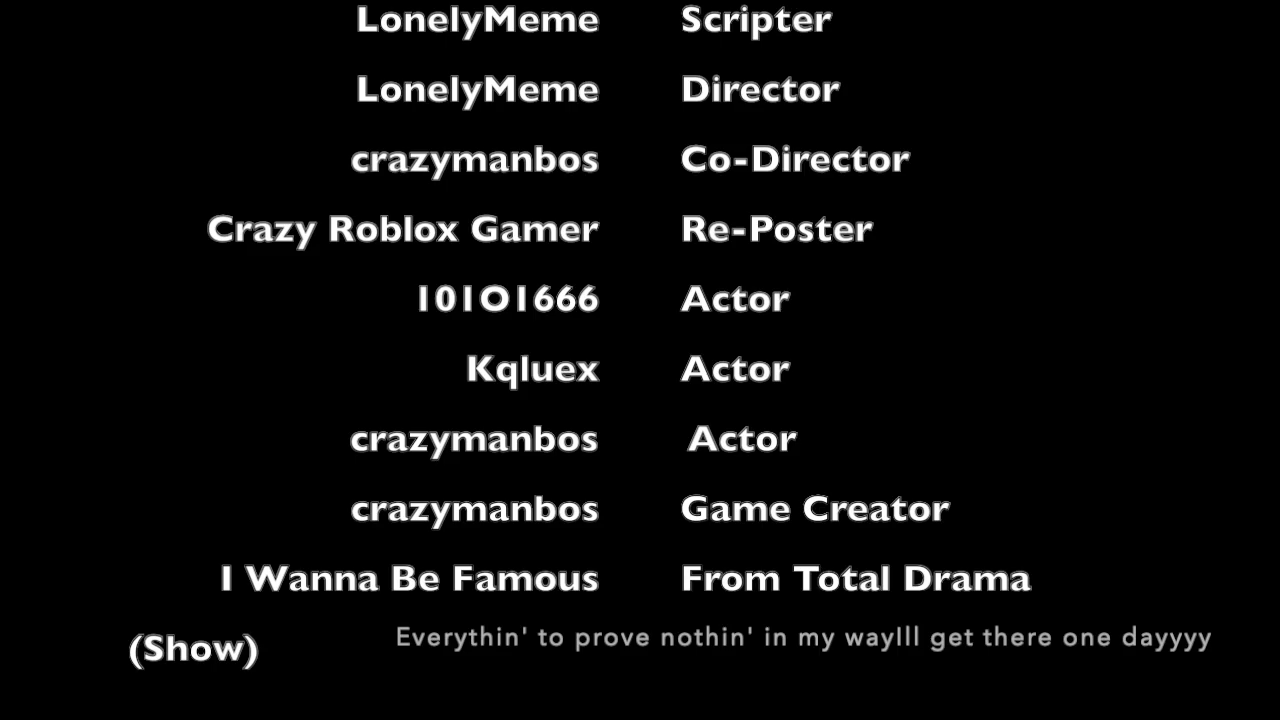 LonelyMeme Scripter
LonelyMeme Director
crazymanbos Co-Director
Crazy Roblox Gamer Re-Poster
101O1666 Actor
Kqluex Actor
crazymanbos Actor
crazymanbos Game Creator
I Wanna Be Famous From Total Drama
(Show) Everythin' to prove nothin' in my wayIll get there one dayyyy